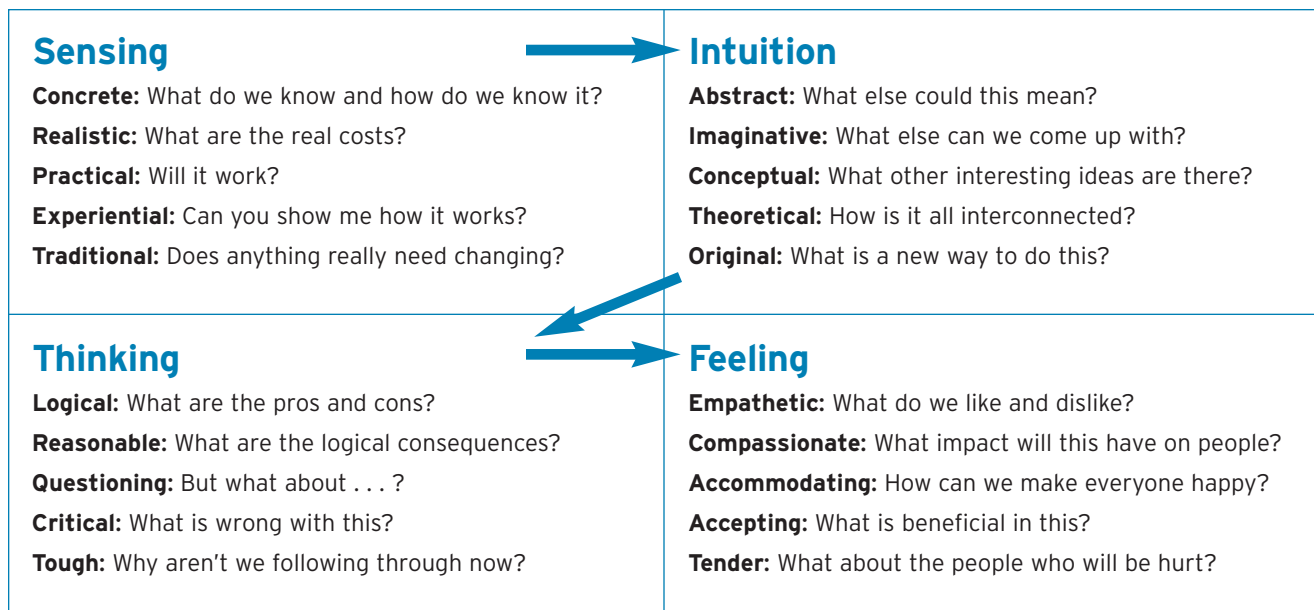 Sensing
Concrete: What do we know and how do we know it?
Realistic: What are the real costs?
Practical: Will it work?
Experiential: Can you show me how it works?
Traditional: Does anything really need changing?
Intuition
Abstract: What else could this mean?
Imaginative: What else can we come up with?
Conceptual: What other interesting ideas are there?
Theoretical: How is it all interconnected?
Original: What is a new way to do this?
Thinking
Logical: What are the pros and cons?
Reasonable: What are the logical consequences?
Questioning: But what about . . . ?
Critical: What is wrong with this?
Tough: Why aren’t we following through now?
Feeling
Empathetic: What do we like and dislike?
Compassionate: What impact will this have on people?
Accommodating: How can we make everyone happy?
Accepting: What is beneficial in this?
Tender: What about the people who will be hurt?